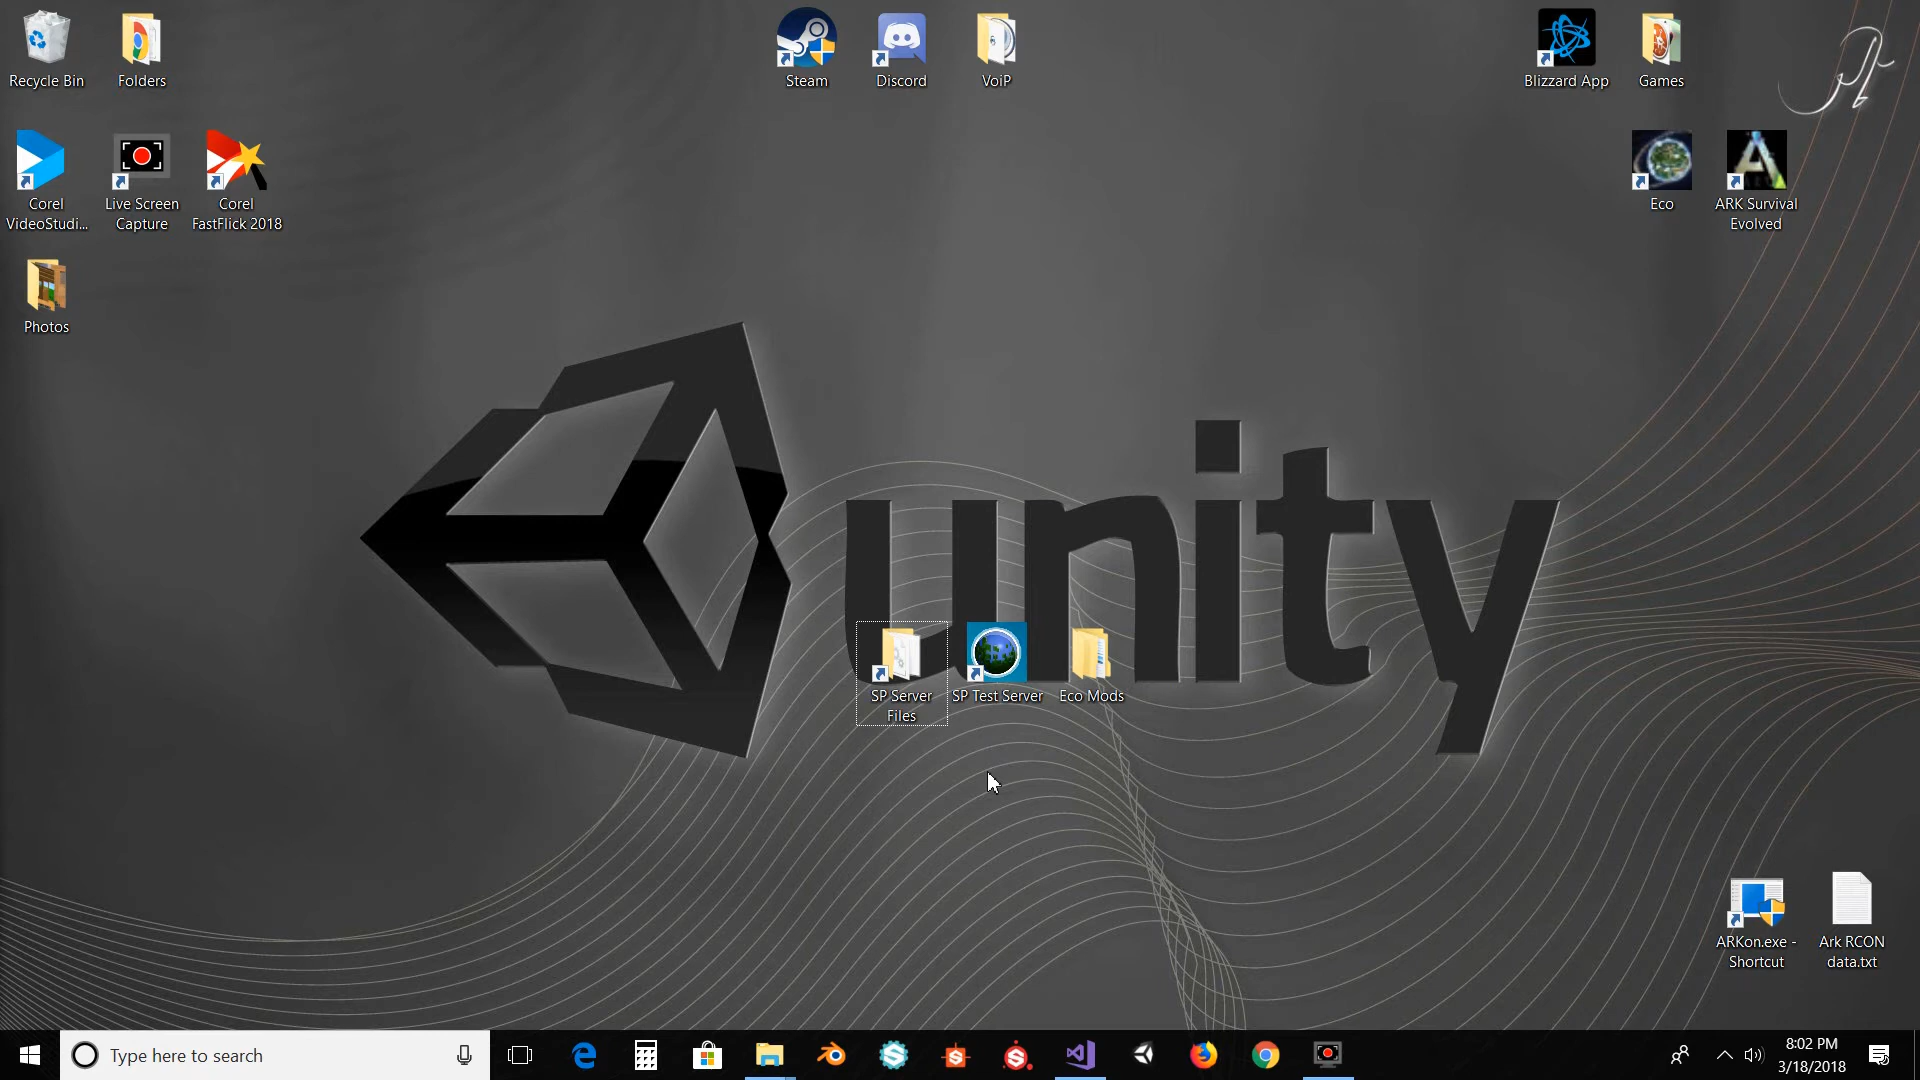 Recycle Bin
Folders
Steam
Discord
VoiP
Blizzard App
Games
Corel
VideoStudi...
Live Screen
Capture
Corel
FastFlick 2018
Eco
ARK Survival
Evolved
Photos
unity
SP Server
Files
SP Test Server
Eco Mods
ARKon.exe -
Shortcut
Ark RCON
data.txt
Type here to search
8:02 PM
3/18/2018